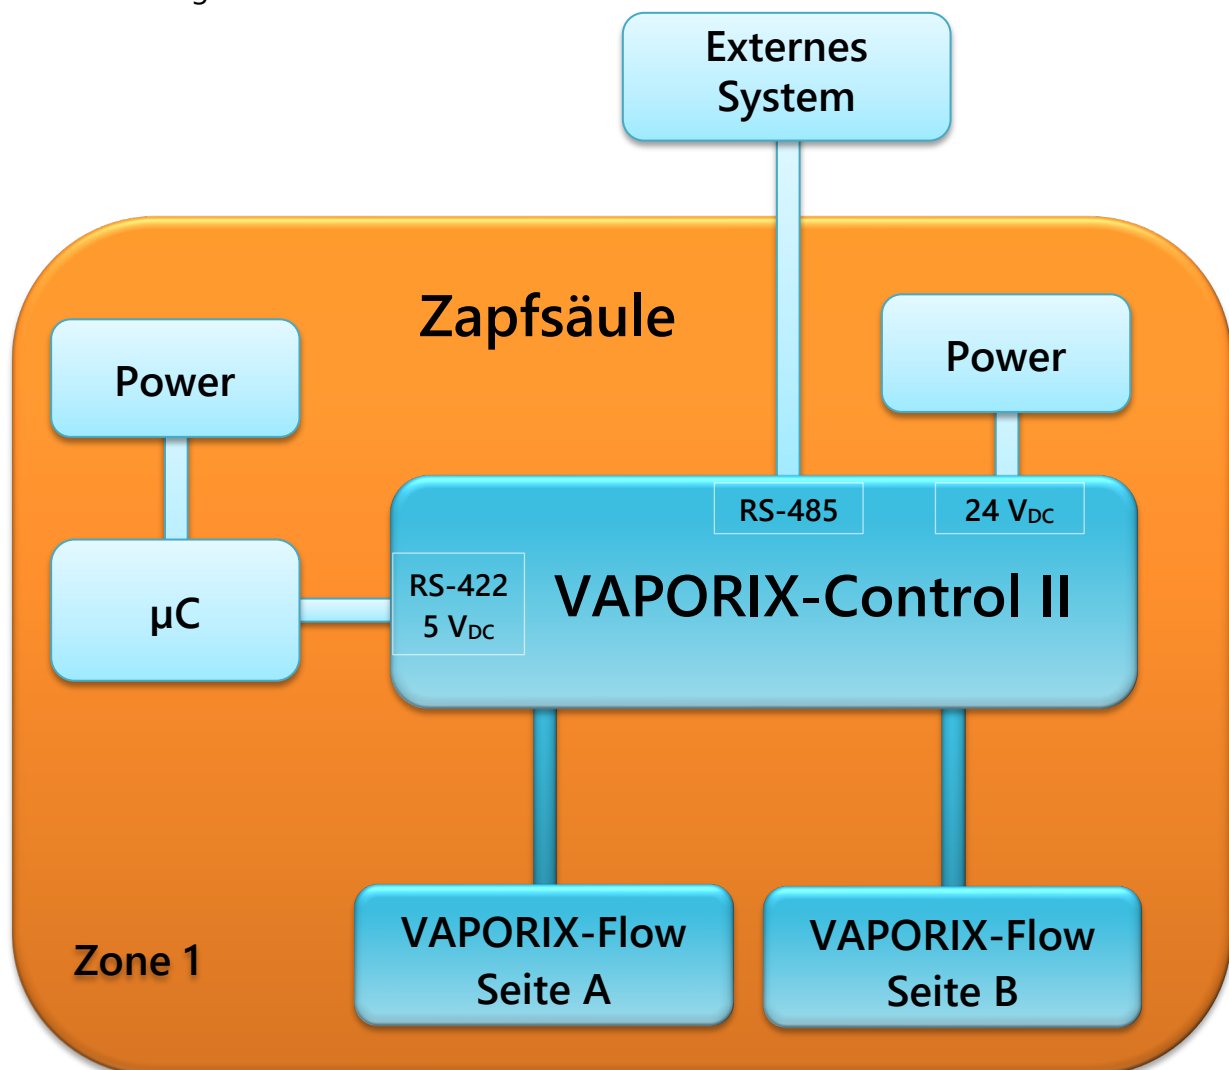 Externes
System
Zapfsäule
Power
Power
RS-485
24 VDC
RS-422
5 VDC
VAPORIX-Control II
µC
VAPORIX-Flow
Seite A
VAPORIX-Flow
Seite B
Zone 1